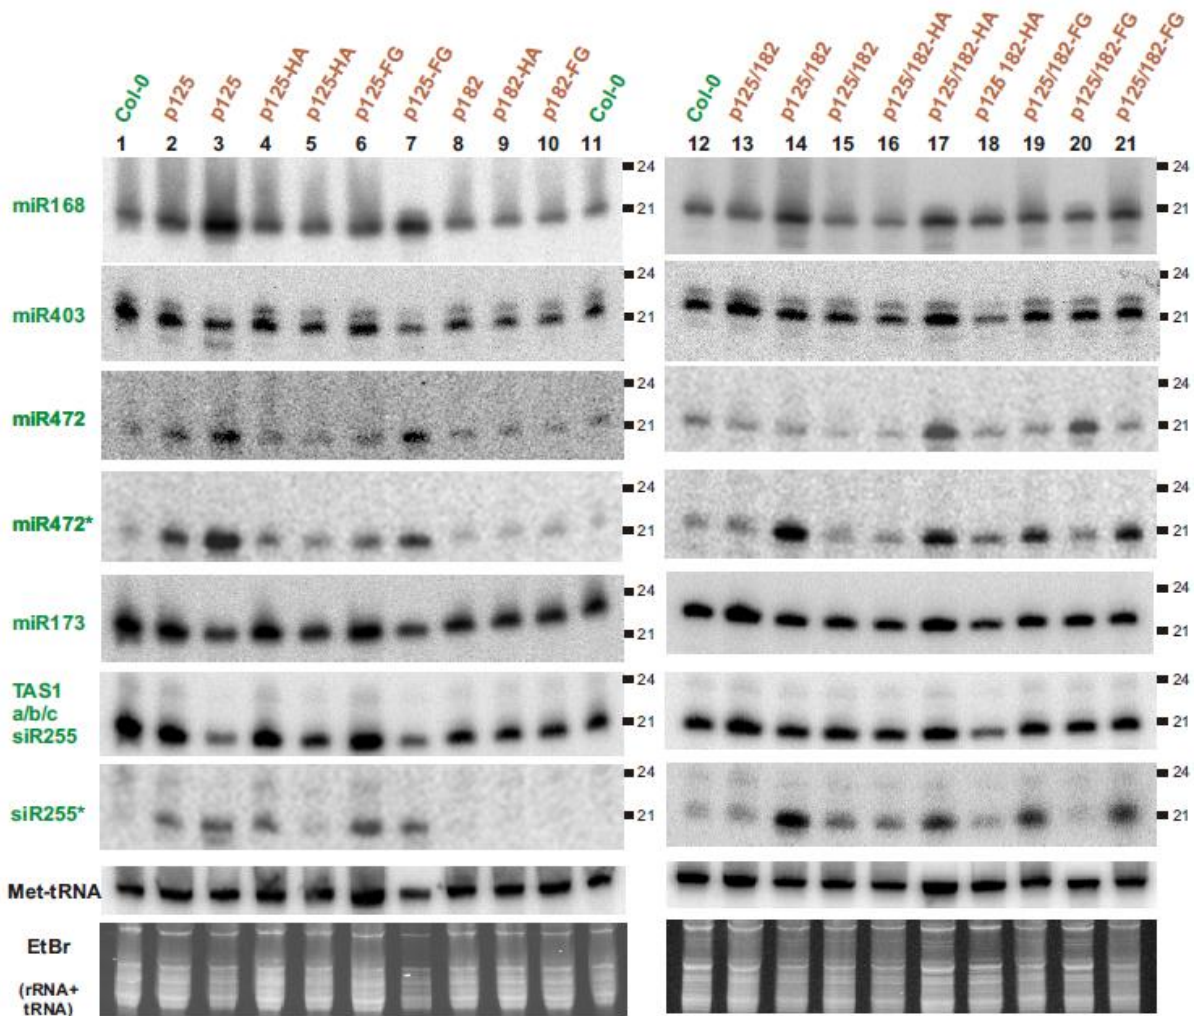 Col-0 p125 p125 p125-HA p125-HA p125-FG p125-FG p182 p182-HA p182-FG Col-0
1 2 3 4 5 6 7 8 9 10 11
Col-0 p125/182 p125/182 p125/182 p125/182-HA p125/182-HA p125 182-HA p125/182-FG p125/182-FG p125/182-FG
12 13 14 15 16 17 18 19 20 21
miR168
24
21
24
21
miR403
24
21
24
21
miR472
24
21
24
21
miR472*
24
21
24
21
miR173
24
21
24
21
TAS1
a/b/c
siR255
24
21
24
21
siR255*
24
21
24
21
Met-tRNA
EtBr
(rRNA+
tRNA)